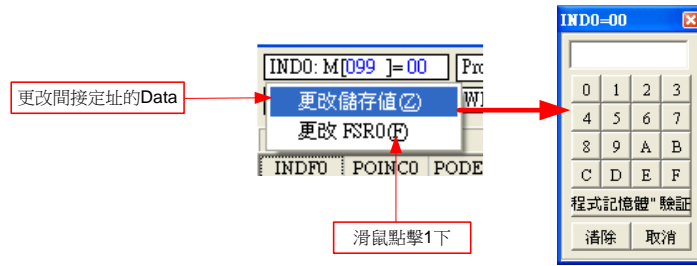 IND0=00
IND0: M[099 ]= 00
更改間接定址的Data
更改儲存値(Z)
更改 FSR0(F)
INDF0 POINC0 PODE
0 1 2 3
4 5 6 7
8 9 A B
C D E F
程式記憶體" 驗証
清除 取消
滑鼠點擊1下